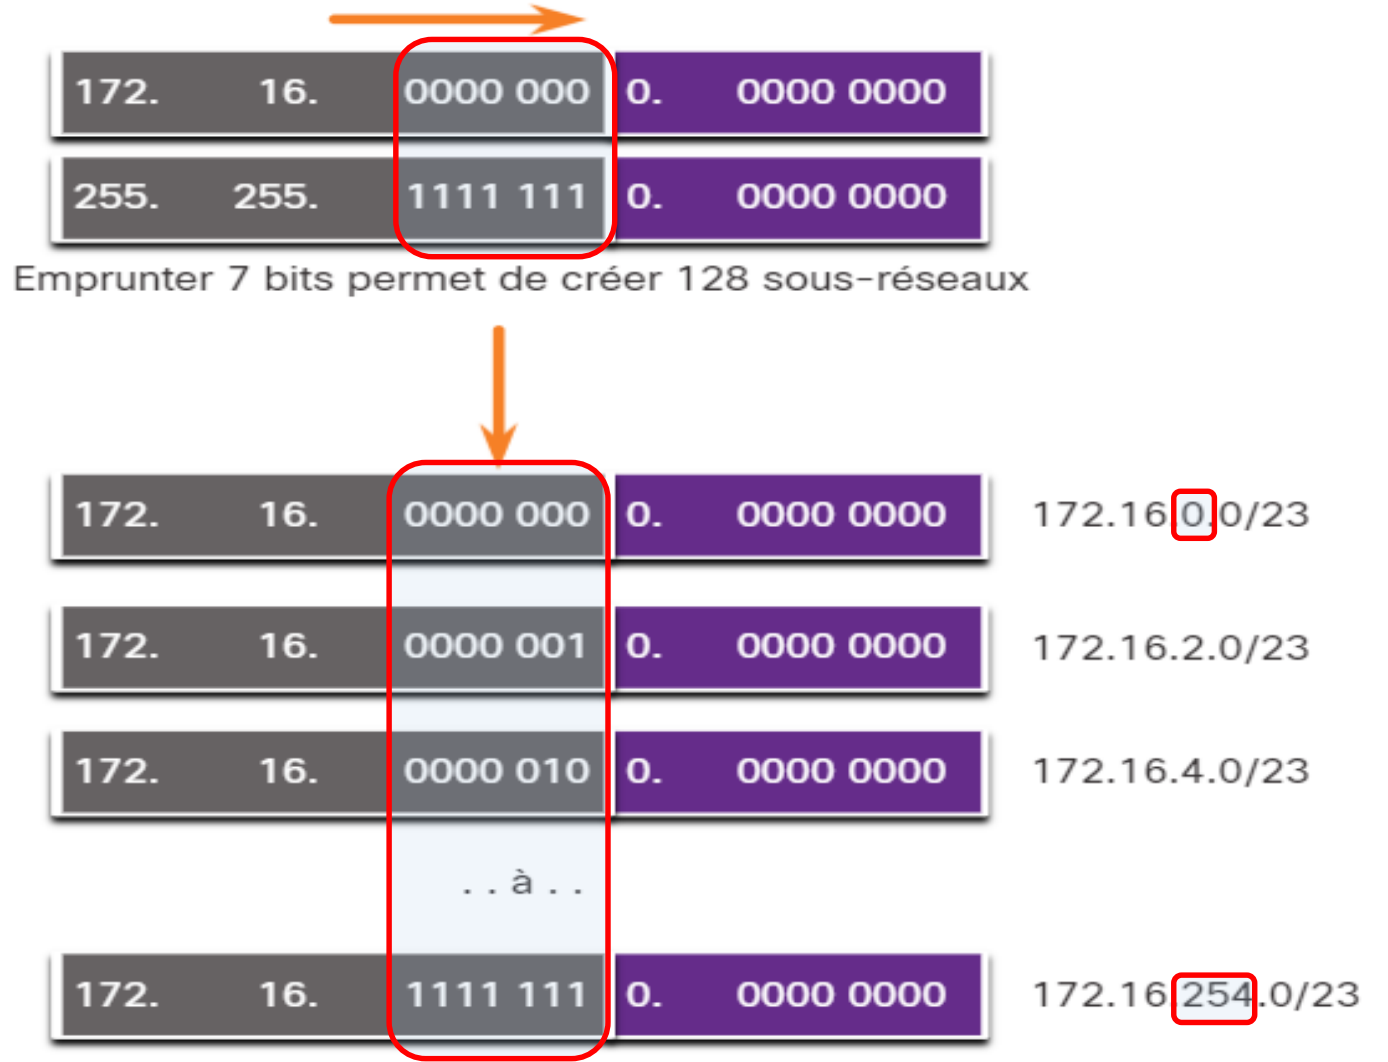 172. 16. 0000 000 0. 0000 0000
255. 255. 1111 111 0. 0000 0000
Emprunter 7 bits permet de créer 128 sous-réseaux
172. 16. 0000 000 0. 0000 0000 172.16.0.0/23
172. 16. 0000 001 0. 0000 0000 172.16.2.0/23
172. 16. 0000 010 0. 0000 0000 172.16.4.0/23
. . à . .
172. 16. 1111 111 0. 0000 0000 172.16.254.0/23